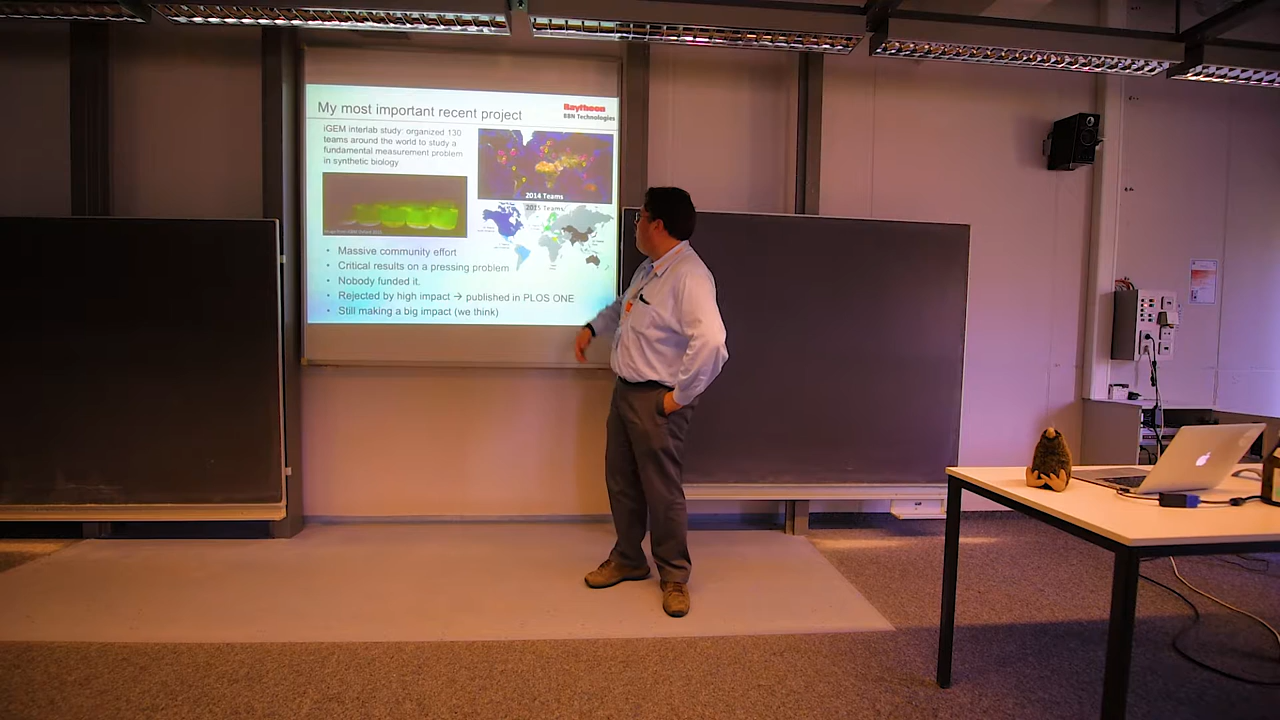 My most important recent project
Raytheon
BBN Technologies
iGEM interlab study: organized 130
teams around the world to study a
fundamental measurement problem
in synthetic biology
2014 Teams
2015 Teams
• Massive community effort
• Critical results on a pressing problem
• Nobody funded it.
• Rejected by high impact → published in PLOS ONE
• Still making a big impact (we think)